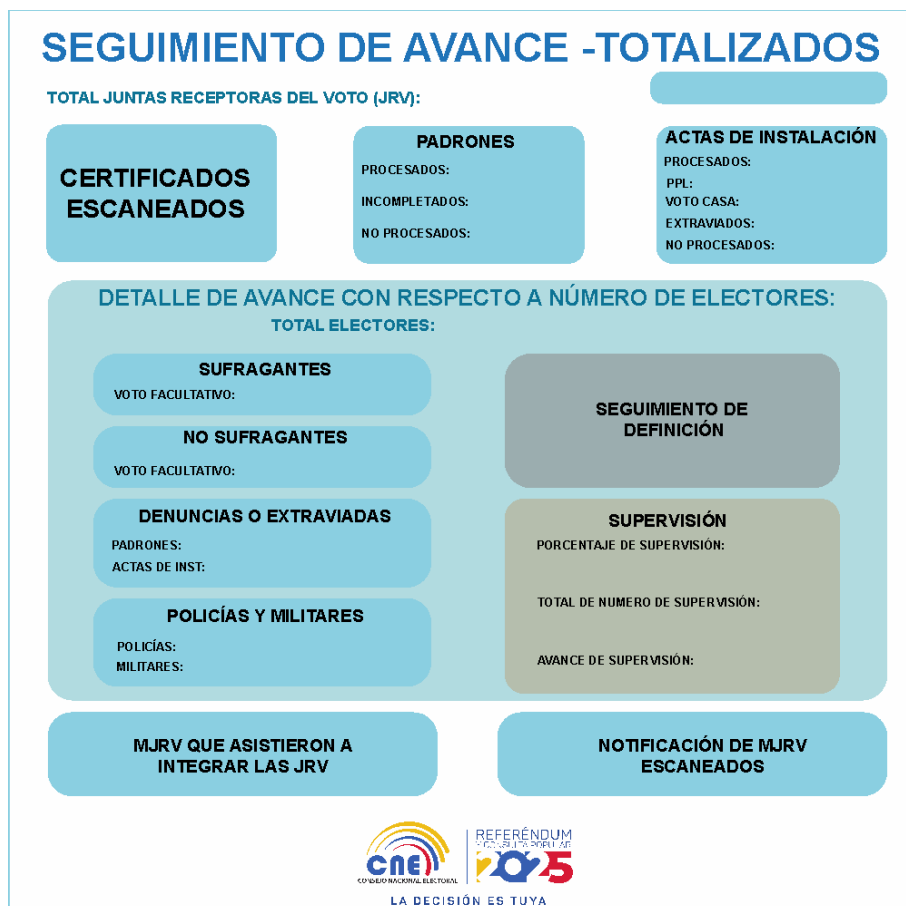 SEGUIMIENTO DE AVANCE -TOTALIZADOS
TOTAL JUNTAS RECEPTORAS DEL VOTO (JRV):
CERTIFICADOS
ESCANEADOS
PADRONES
PROCESADOS:
INCOMPLETADOS:
NO PROCESADOS:
ACTAS DE INSTALACIÓN
PROCESADOS:
PPL:
VOTO CASA:
EXTRAVIADOS:
NO PROCESADOS:
DETALLE DE AVANCE CON RESPECTO A NÚMERO DE ELECTORES:
TOTAL ELECTORES:
SUFRAGANTES
VOTO FACULTATIVO:
NO SUFRAGANTES
VOTO FACULTATIVO:
DENUNCIAS O EXTRAVIADAS
PADRONES:
ACTAS DE INST:
POLICÍAS Y MILITARES
POLICÍAS:
MILITARES:
SEGUIMIENTO DE
DEFINICIÓN
SUPERVISIÓN
PORCENTAJE DE SUPERVISIÓN:
TOTAL DE NUMERO DE SUPERVISIÓN:
AVANCE DE SUPERVISIÓN:
MJRV QUE ASISTIERON A
INTEGRAR LAS JRV
NOTIFICACIÓN DE MJRV
ESCANEADOS
CNE
CONSEJO NACIONAL ELECTORAL
REFERÉNDUM
Y CONSULTA POPULAR
2025
LA DECISIÓN ES TUYA